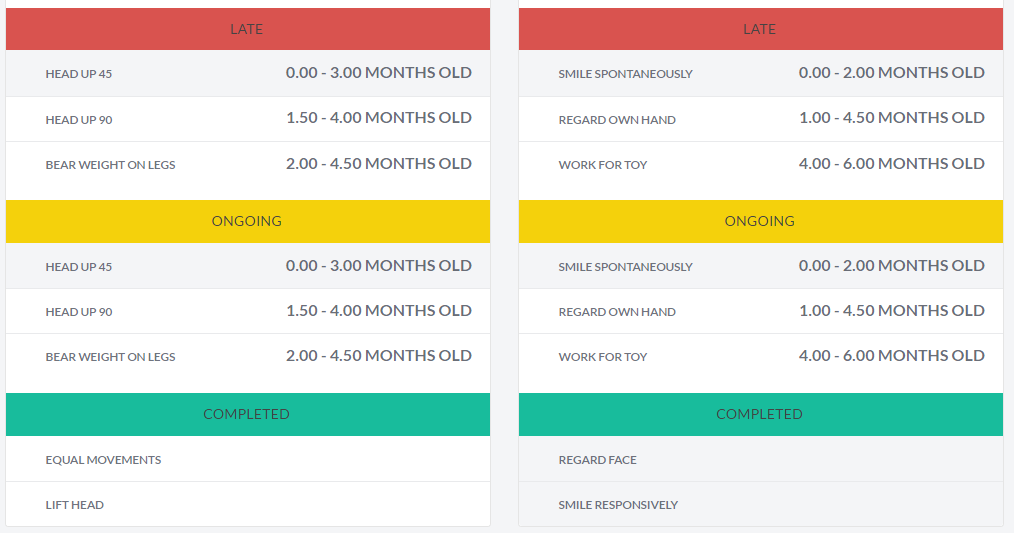 LATE
HEAD UP 45 0.00 - 3.00 MONTHS OLD
HEAD UP 90 1.50 - 4.00 MONTHS OLD
BEAR WEIGHT ON LEGS 2.00 - 4.50 MONTHS OLD
ONGOING
HEAD UP 45 0.00 - 3.00 MONTHS OLD
HEAD UP 90 1.50 - 4.00 MONTHS OLD
BEAR WEIGHT ON LEGS 2.00 - 4.50 MONTHS OLD
COMPLETED
EQUAL MOVEMENTS
LIFT HEAD
LATE
SMILE SPONTANEOUSLY 0.00 - 2.00 MONTHS OLD
REGARD OWN HAND 1.00 - 4.50 MONTHS OLD
WORK FOR TOY 4.00 - 6.00 MONTHS OLD
ONGOING
SMILE SPONTANEOUSLY 0.00 - 2.00 MONTHS OLD
REGARD OWN HAND 1.00 - 4.50 MONTHS OLD
WORK FOR TOY 4.00 - 6.00 MONTHS OLD
COMPLETED
REGARD FACE
SMILE RESPONSIVELY